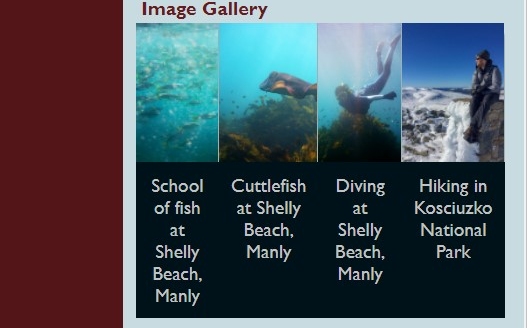 Image Gallery
School
of fish
at
Shelly
Beach,
Manly
Cuttlefish
at Shelly
Beach,
Manly
Diving
at
Shelly
Beach,
Manly
Hiking in
Kosciuzko
National
Park